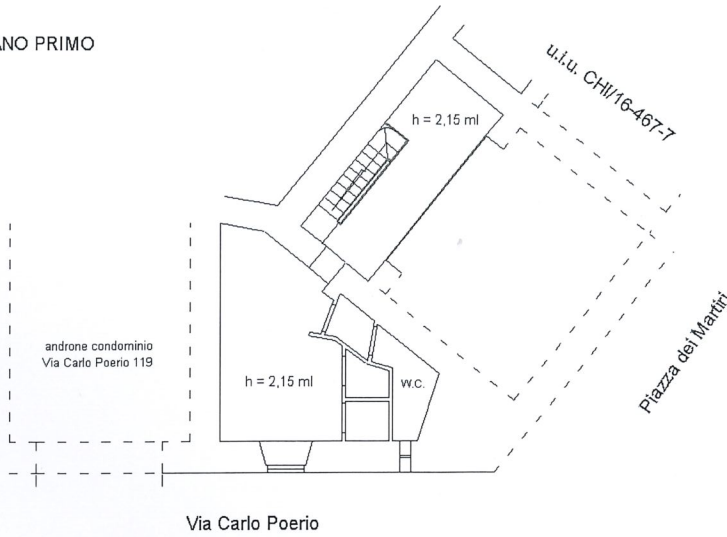 ANO PRIMO
u.i.u. CHI/16-467-7
h = 2,15 ml
androne condominio
Via Carlo Poerio 119
h = 2,15 ml
W.C.
Piazza dei Martiri
Via Carlo Poerio